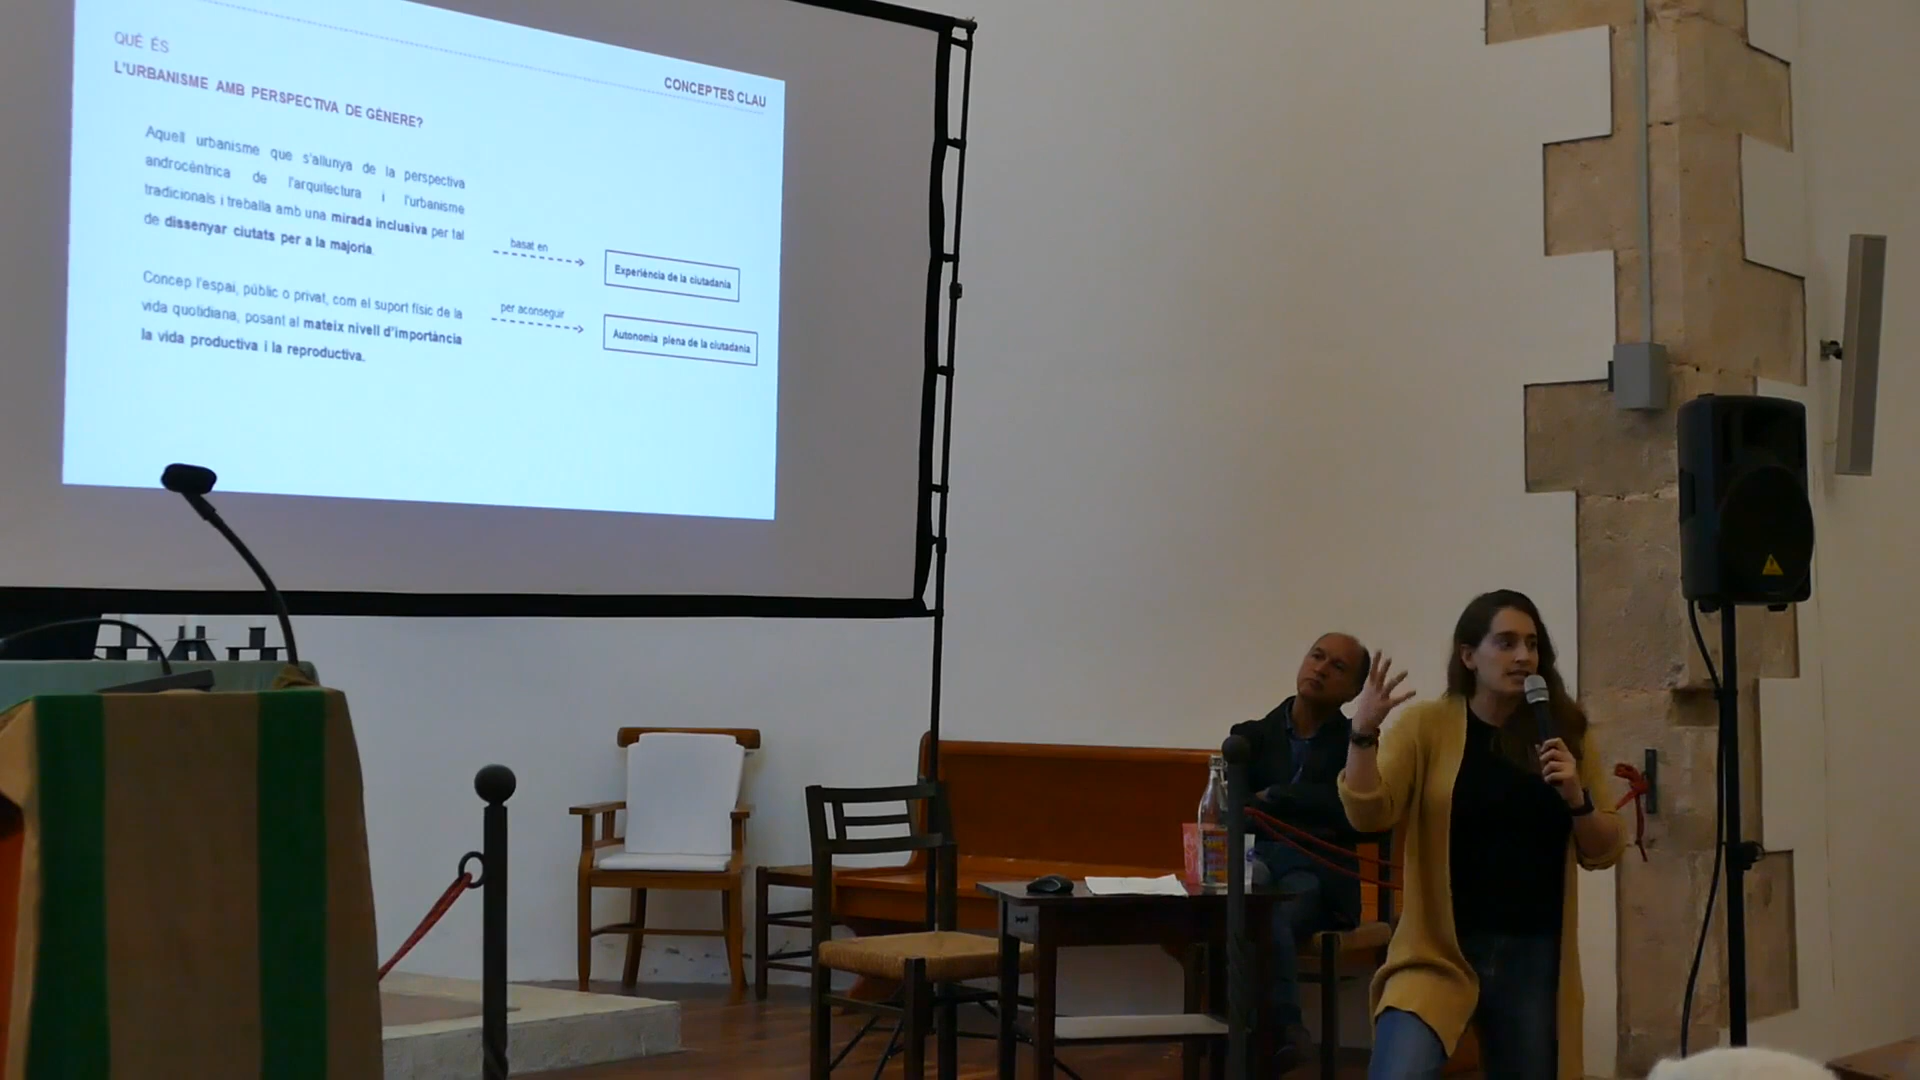 QUÈ ÉS
L'URBANISME AMB PERSPECTIVA DE GÈNERE?
CONCEPTES CLAU
Aquell urbanisme que s'allunya de la perspectiva
androcèntrica de l'arquitectura i l'urbanisme
tradicionals i treballa amb una mirada inclusiva per tal
de dissenyar ciutats per a la majoria.
Concep l'espai, públic o privat, com el suport físic de la
vida quotidiana, posant al mateix nivell d'importància
la vida productiva i la reproductiva.
basat en
Experiència de la ciutadania
per aconseguir
Autonomia plena de la ciutadania